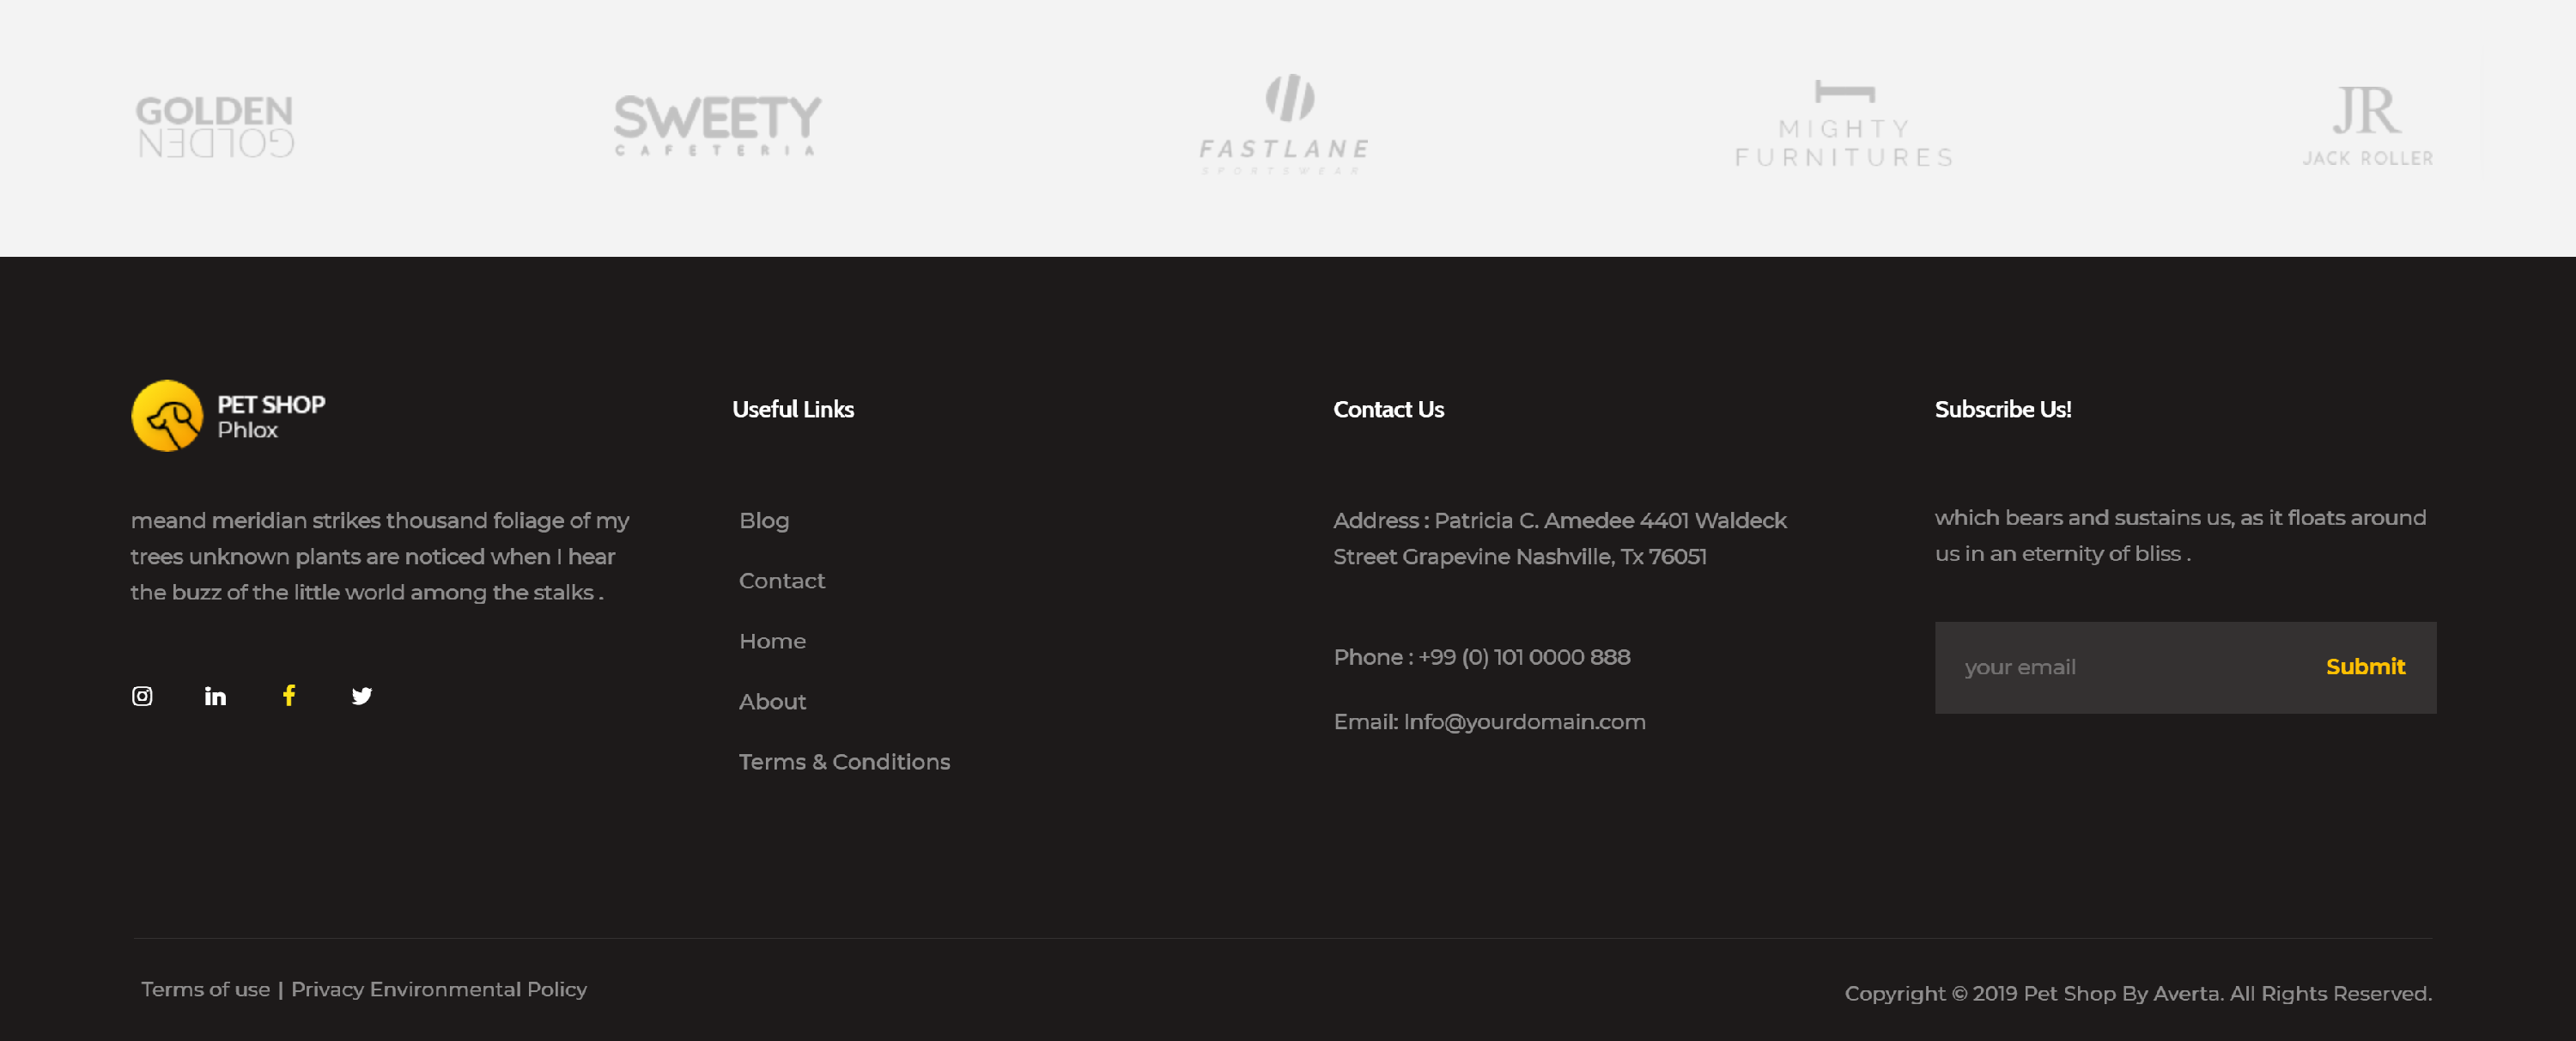 GOLDEN
GOLDEN
SWEETY
CAFETERIA
FASTLANE
SPORTSWEAR
MIGHTY
FURNITURES
JR
JACK ROLLER
PET SHOP
Phlox
meand meridian strikes thousand foliage of my
trees unknown plants are noticed when I hear
the buzz of the little world among the stalks .
Useful Links
Blog
Contact
Home
About
Terms & Conditions
Contact Us
Address : Patricia C. Amedee 4401 Waldeck
Street Grapevine Nashville, Tx 76051
Phone : +99 (0) 101 0000 888
Email: Info@yourdomain.com
Subscribe Us!
which bears and sustains us, as it floats around
us in an eternity of bliss .
your email
Submit
Terms of use | Privacy Environmental Policy
Copyright © 2019 Pet Shop By Averta. All Rights Reserved.